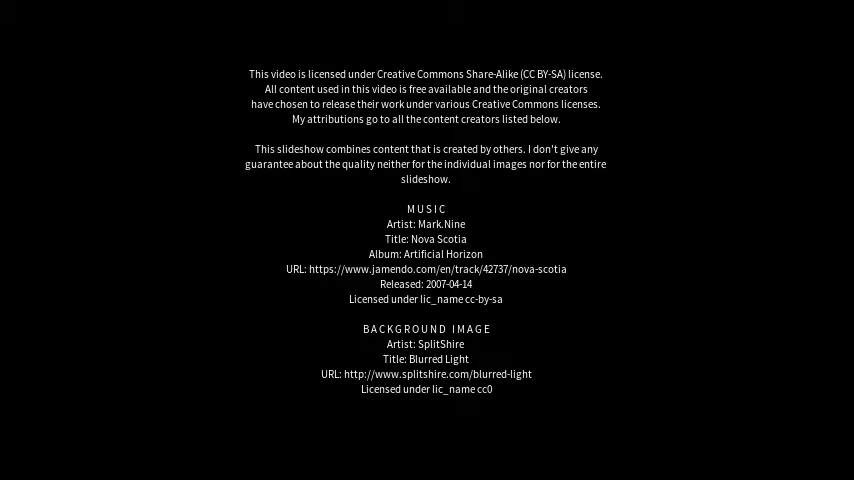 This video is licensed under Creative Commons Share-Alike (CC BY-SA) license.
All content used in this video is free available and the original creators
have chosen to release their work under various Creative Commons licenses.
My attributions go to all the content creators listed below.
This slideshow combines content that is created by others. I don't give any
guarantee about the quality neither for the individual images nor for the entire
slideshow.
MUSIC
Artist: Mark.Nine
Title: Nova Scotia
Album: Artificial Horizon
URL: https://www.jamendo.com/en/track/42737/nova-scotia
Released: 2007-04-14
Licensed under lic_name cc-by-sa
BACKGROUND IMAGE
Artist: SplitShire
Title: Blurred Light
URL: http://www.splitshire.com/blurred-light
Licensed under lic_name cc0